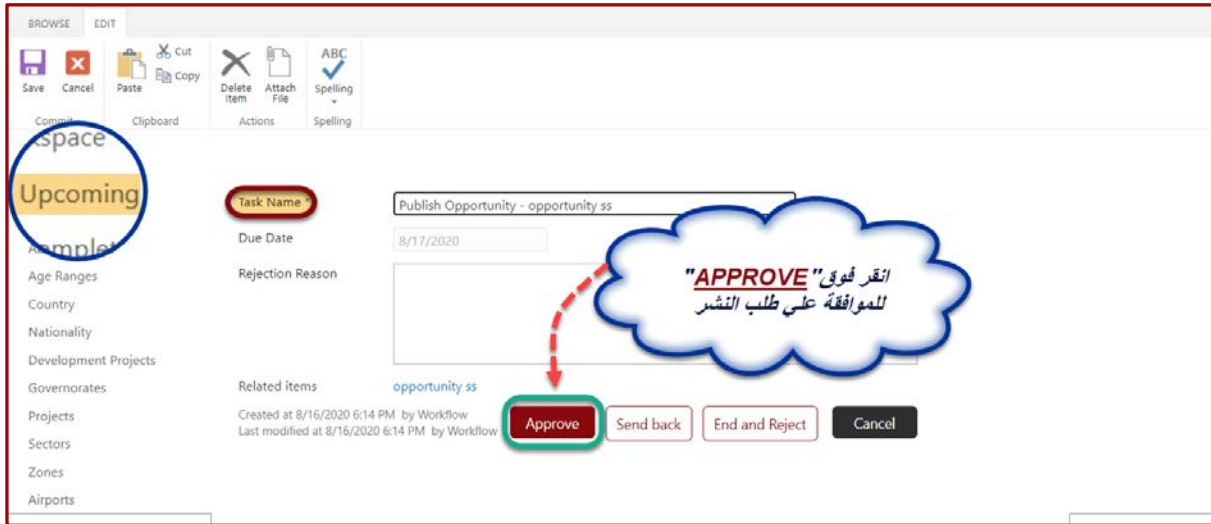 BROWSE EDIT
Save
Cancel
Paste
Cut
Copy
Delete Item
Attach File
ABC
Spelling
Commit
Clipboard
Actions
Spelling
kspace
Upcoming
Complet
Age Ranges
Country
Nationality
Development Projects
Governorates
Projects
Sectors
Zones
Airports
Task Name *
Publish Opportunity - opportunity ss
Due Date
8/17/2020
Rejection Reason
انقر فوق "APPROVE"
للموافقة على طلب النشر
Related items
opportunity ss
Created at 8/16/2020 6:14 PM by Workflow
Last modified at 8/16/2020 6:14 PM by Workflow
Approve
Send back
End and Reject
Cancel